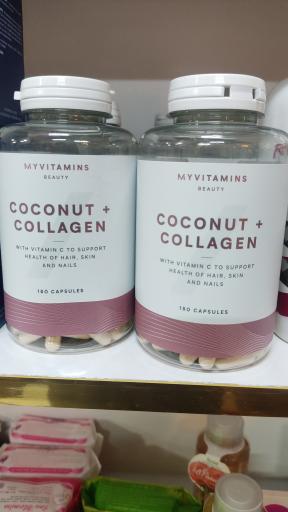 MYVITAMINS
BEAUTY
COCONUT +
COLLAGEN
WITH VITAMIN C TO SUPPORT
HEALTH OF HAIR, SKIN
AND NAILS
180 CAPSULES
MYVITAMINS
BEAUTY
COCONUT +
COLLAGEN
WITH VITAMIN C TO SUPPORT
HEALTH OF HAIR, SKIN
AND NAILS
180 CAPSULES